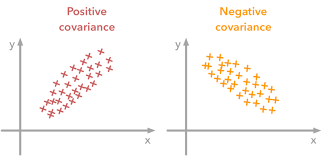 Positive
covariance
Negative
covariance
y
x
y
x